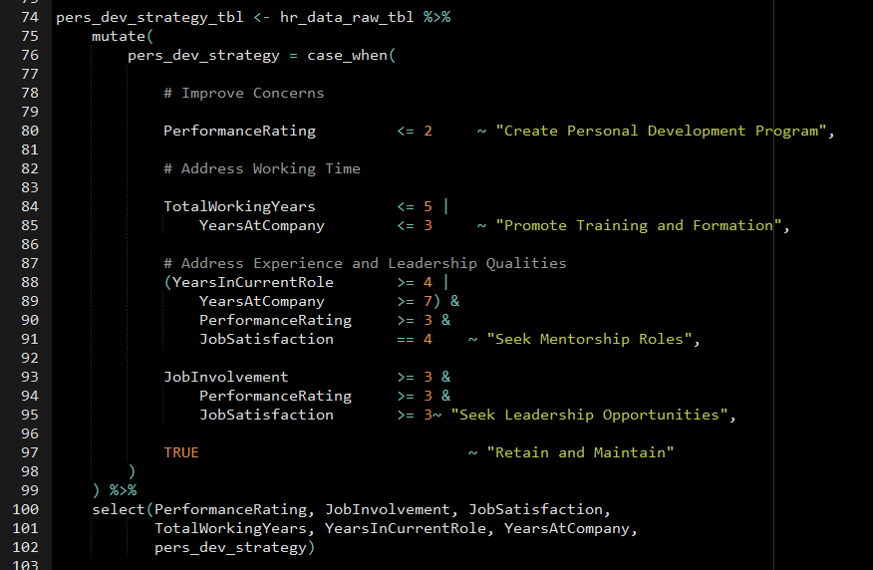 74 pers_dev_strategy_tbl <- hr_data_raw_tbl %>%
75 mutate(
76 pers_dev_strategy = case_when(
77
78 # Improve Concerns
79
80 PerformanceRating <= 2 ~ "Create Personal Development Program",
81
82 # Address Working Time
83
84 TotalWorkingYears <= 5 |
85 YearsAtCompany <= 3 ~ "Promote Training and Formation",
86
87 # Address Experience and Leadership Qualities
88 (YearsInCurrentRole >= 4 |
89 YearsAtCompany >= 7) &
90 PerformanceRating >= 3 &
91 JobSatisfaction == 4 ~ "Seek Mentorship Roles",
92
93 JobInvolvement >= 3 &
94 PerformanceRating >= 3 &
95 JobSatisfaction >= 3~ "Seek Leadership Opportunities",
96
97 TRUE ~ "Retain and Maintain"
98 )
99 ) %>%
100 select(PerformanceRating, JobInvolvement, JobSatisfaction,
101 TotalWorkingYears, YearsInCurrentRole, YearsAtCompany,
102 pers_dev_strategy)
103